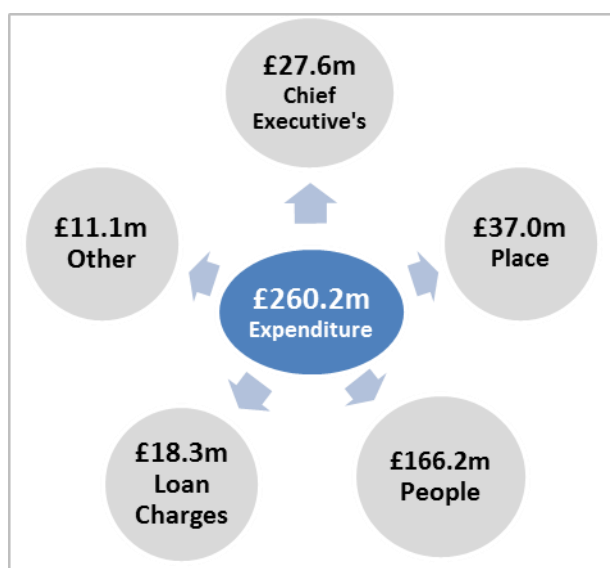 £27.6m
Chief
Executive's
£11.1m
Other
£37.0m
Place
£260.2m
Expenditure
£18.3m
Loan
Charges
£166.2m
People